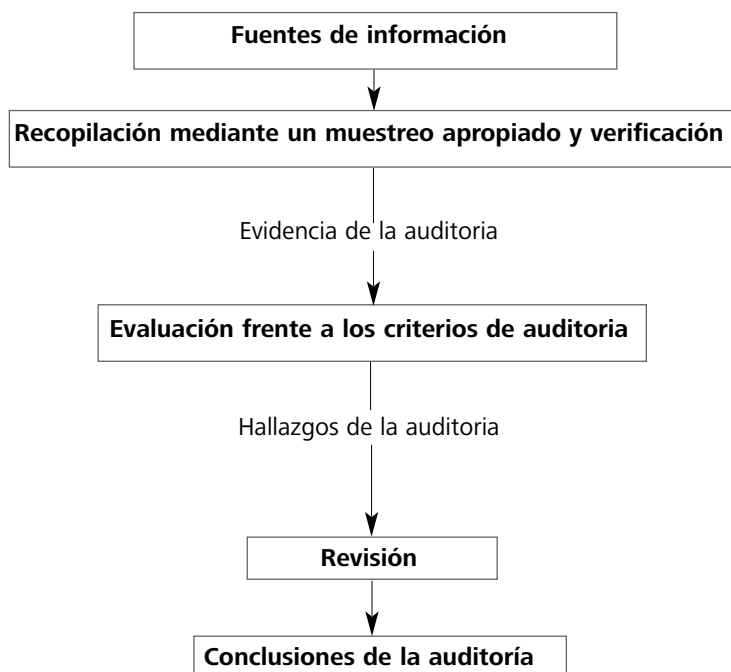 Fuentes de información
Recopilación mediante un muestreo apropiado y verificación
Evidencia de la auditoria
Evaluación frente a los criterios de auditoria
Hallazgos de la auditoria
Revisión
Conclusiones de la auditoría